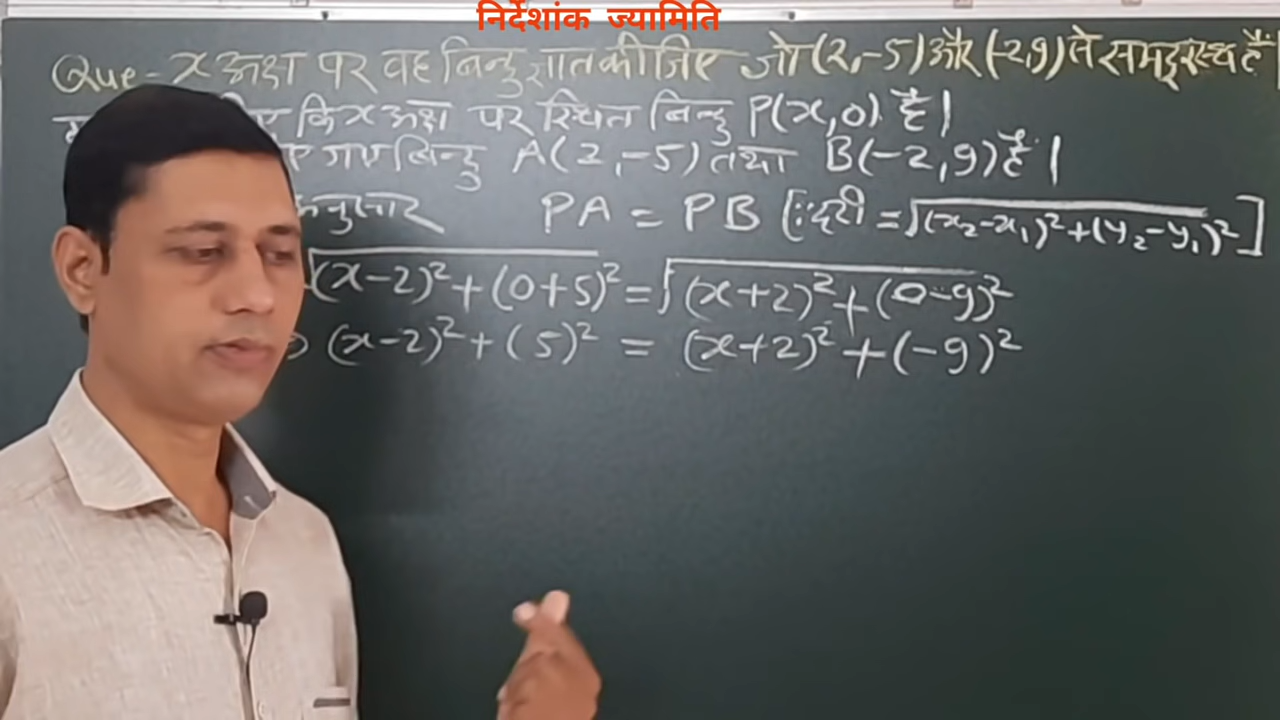 निर्देशांक ज्यामिति
Que- x अक्ष पर वह बिन्दु ज्ञात कीजिए जो (2,-5) और (-2,9) से समदूरस्थ हैं।
कि x अक्ष पर स्थित बिन्दु P(x,0) है।
गए बिन्दु A(2,-5) तथा B(-2,9) है।
अनुसार PA = PB [∵ दूरी = √(x₂-x₁)²+(y₂-y₁)²]
√(x-2)²+(0+5)² = √(x+2)²+(0-9)²
(x-2)²+(5)² = (x+2)²+(-9)²